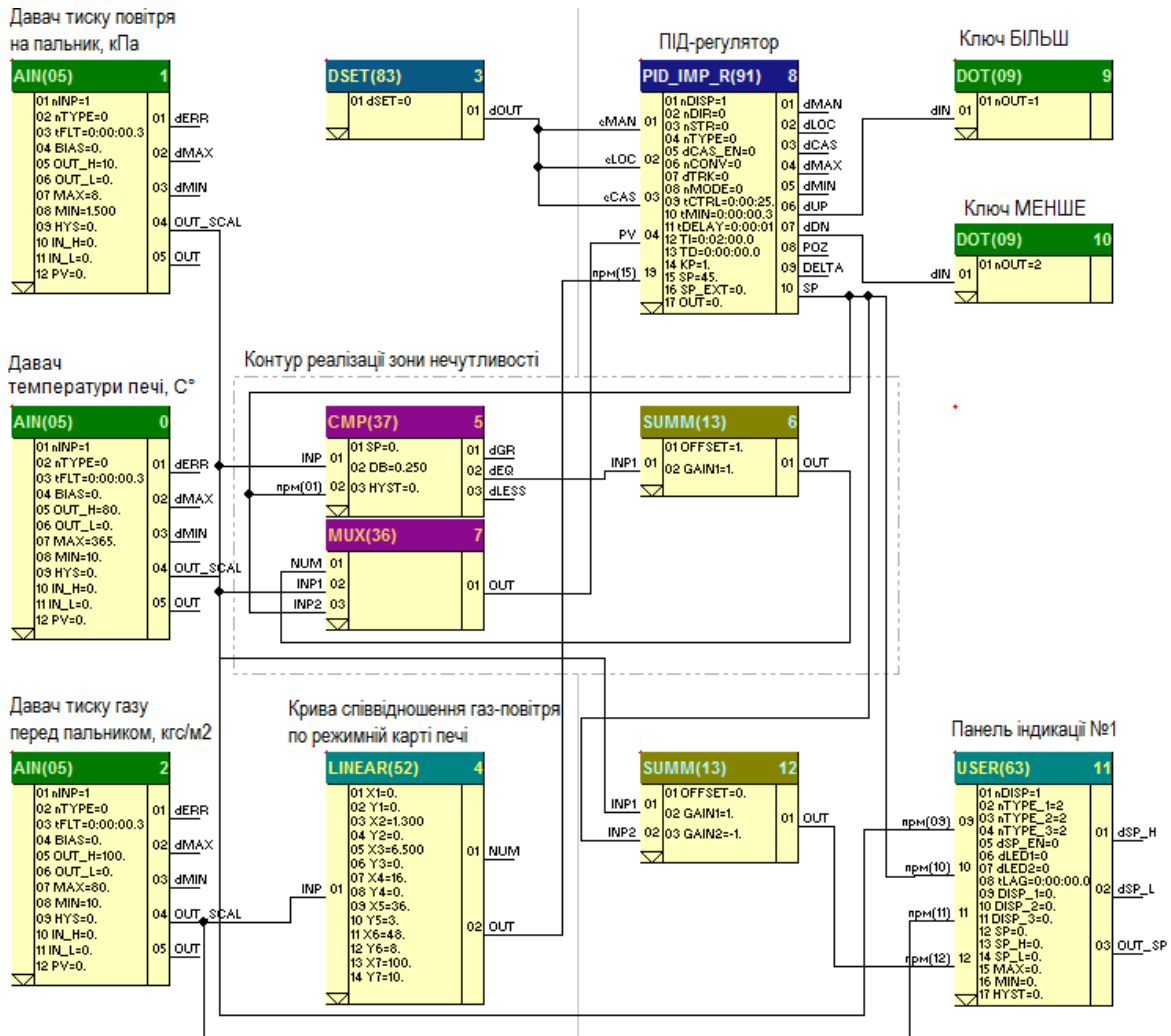 Давач тиску повітря
на пальник, кПа
AIN(05) 1
01 nINP=1
02 nTYPE=0
03 tFLT=0:00:00.3
04 BIAS=0.
05 OUT_H=10.
06 OUT_L=0.
07 MAX=8.
08 MIN=1.500
09 HYS=0.
10 IN_H=0.
11 IN_L=0.
12 PV=0.
01 dERR
02 dMAX
03 dMIN
04 OUT_SCAL
05 OUT
DSET(83) 3
01 dSET=0
01 dOUT
ПІД-регулятор
PID_IMP_R(91) 8
cMAN 01
cLOC 02
cCAS 03
PV 04
прм(15) 19
01 nDISP=1
02 nDIR=0
03 nSTR=0
04 nTYPE=0
05 dCAS_EN=0
06 nCONV=0
07 dTRK=0
08 nMODE=0
09 tCTRL=0:00:25.
10 tMIN=0:00:00.3
11 tDELAY=0:00:01
12 TI=0:02:00.0
13 TD=0:00:00.0
14 KP=1.
15 SP=45.
16 SP_EXT=0.
17 OUT=0.
01 dMAN
02 dLOC
03 dCAS
04 dMAX
05 dMIN
06 dUP
07 dDN
08 POZ
09 DELTA
10 SP
Ключ БІЛЬШ
DOT(09) 9
dIN 01
01 nOUT=1
Ключ МЕНШЕ
DOT(09) 10
dIN 01
01 nOUT=2
Давач
температури печі, С°
AIN(05) 0
01 nINP=1
02 nTYPE=0
03 tFLT=0:00:00.3
04 BIAS=0.
05 OUT_H=80.
06 OUT_L=0.
07 MAX=365.
08 MIN=10.
09 HYS=0.
10 IN_H=0.
11 IN_L=0.
12 PV=0.
01 dERR
02 dMAX
03 dMIN
04 OUT_SCAL
05 OUT
Контур реалізації зони нечутливості
CMP(37) 5
INP 01
прм(01) 02
01 SP=0.
02 DB=0.250
03 HYST=0.
01 dGR
02 dEQ
03 dLESS
MUX(36) 7
NUM 01
INP1 02
INP2 03
01 OUT
SUMM(13) 6
INP1 01
01 OFFSET=1.
02 GAIN1=1.
01 OUT
Давач тиску газу
перед пальником, кгс/м2
AIN(05) 2
01 nINP=1
02 nTYPE=0
03 tFLT=0:00:00.3
04 BIAS=0.
05 OUT_H=100.
06 OUT_L=0.
07 MAX=80.
08 MIN=10.
09 HYS=0.
10 IN_H=0.
11 IN_L=0.
12 PV=0.
01 dERR
02 dMAX
03 dMIN
04 OUT_SCAL
05 OUT
Крива співвідношення газ-повітря
по режимній карті печі
LINEAR(52) 4
INP 01
01 X1=0.
02 Y1=0.
03 X2=1.300
04 Y2=0.
05 X3=6.500
06 Y3=0.
07 X4=16.
08 Y4=0.
09 X5=36.
10 Y5=3.
11 X6=48.
12 Y6=8.
13 X7=100.
14 Y7=10.
01 NUM
02 OUT
SUMM(13) 12
INP1 01
INP2 02
01 OFFSET=0.
02 GAIN1=1.
03 GAIN2=-1.
01 OUT
Панель індикації №1
USER(63) 11
прм(09) 09
прм(10) 10
прм(11) 11
прм(12) 12
01 nDISP=1
02 nTYPE_1=2
03 nTYPE_2=2
04 nTYPE_3=2
05 dSP_EN=0
06 dLED1=0
07 dLED2=0
08 tLAG=0:00:00.0
09 DISP_1=0.
10 DISP_2=0.
11 DISP_3=0.
12 SP=0.
13 SP_H=0.
14 SP_L=0.
15 MAX=0.
16 MIN=0.
17 HYST=0.
01 dSP_H
02 dSP_L
03 OUT_SP